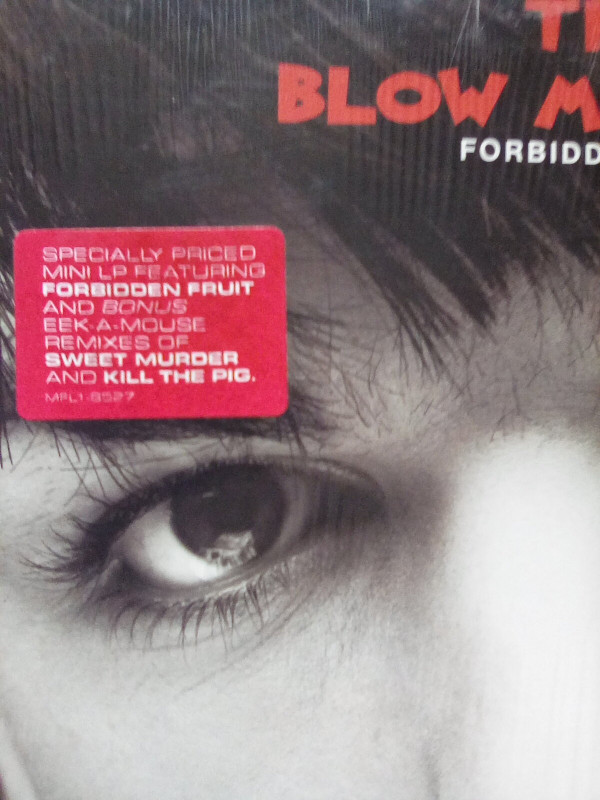 T
BLOW M
FORBIDD
SPECIALLY PRICED
MINI LP FEATURING
FORBIDDEN FRUIT
AND BONUS
EEK-A-MOUSE
REMIXES OF
SWEET MURDER
AND KILL THE PIG.
MFL1-8527